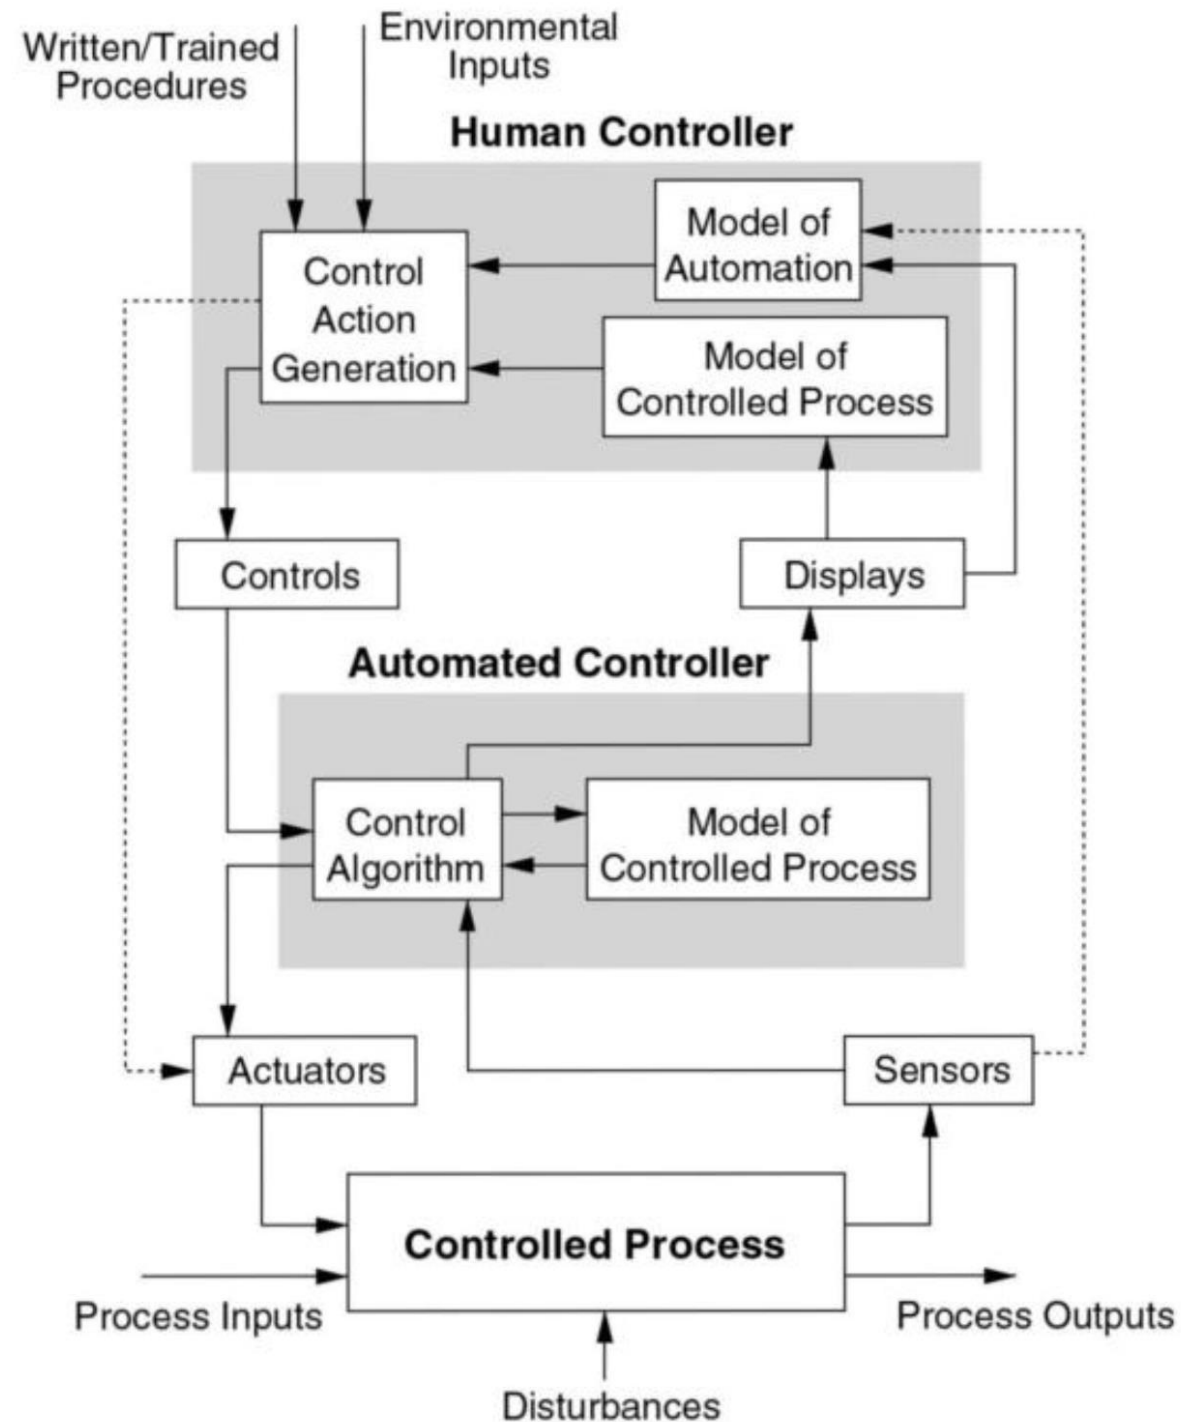 Written/Trained
Procedures
Environmental
Inputs
Human Controller
Control
Action
Generation
Model of
Automation
Model of
Controlled Process
Controls
Displays
Automated Controller
Control
Algorithm
Model of
Controlled Process
Actuators
Sensors
Controlled Process
Process Inputs
Process Outputs
Disturbances